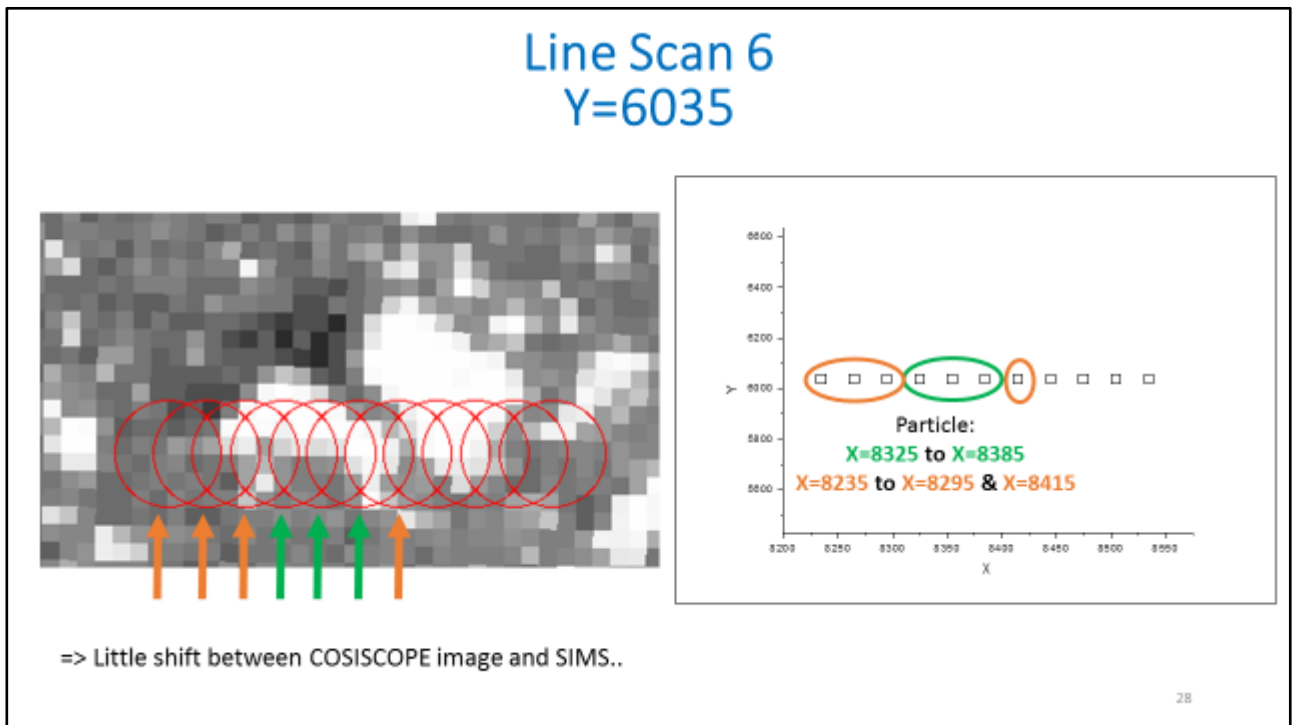 Line Scan 6
Y=6035
6600
6400
6200
6000
5800
5600
Y
8200 8250 8300 8350 8400 8450 8500 8550
X
Particle:
X=8325 to X=8385
X=8235 to X=8295 & X=8415
=> Little shift between COSISCOPE image and SIMS..
28